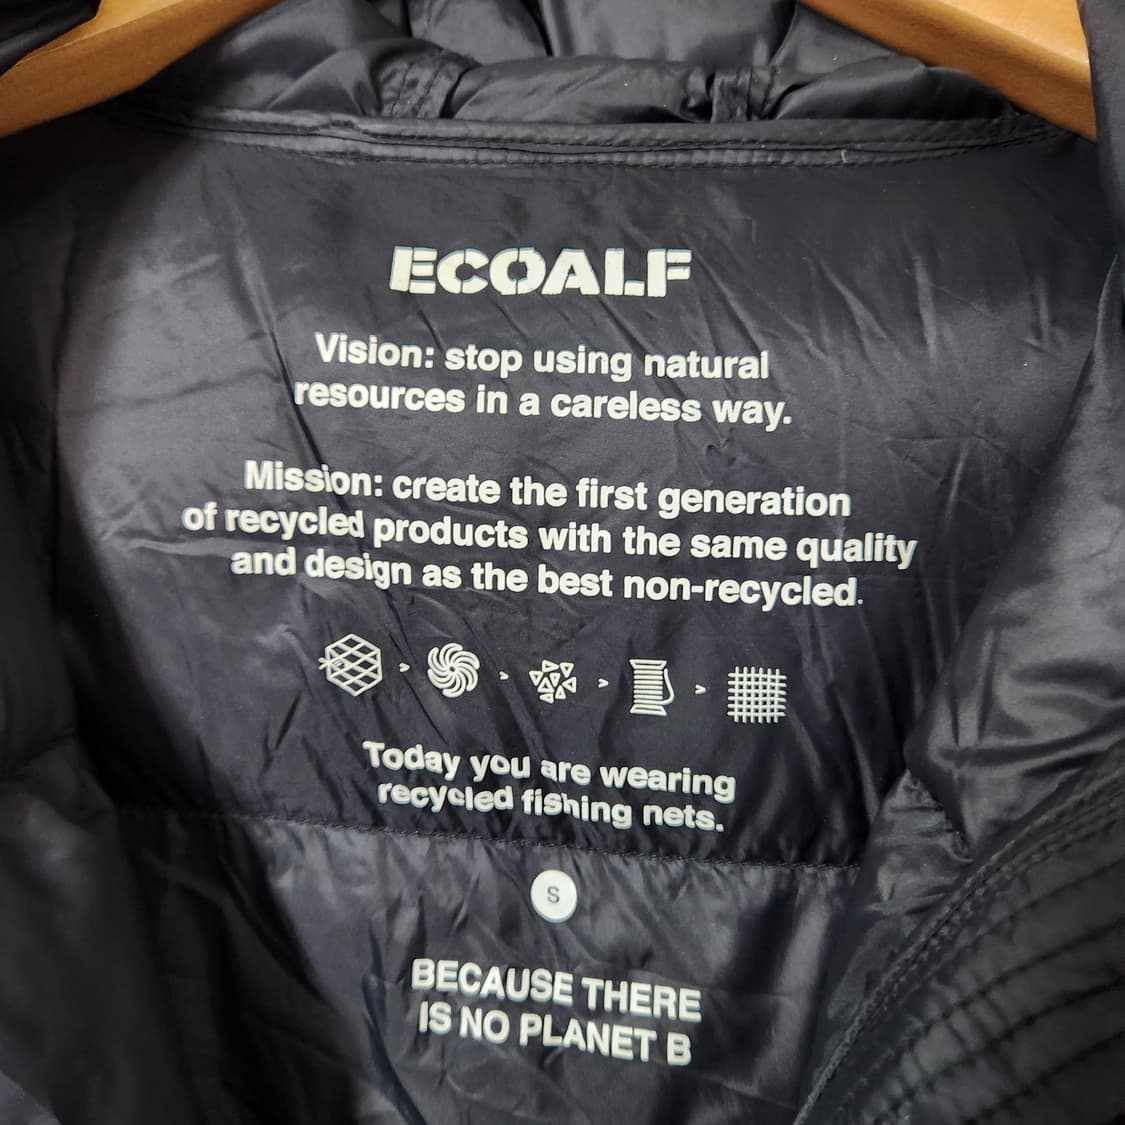 ECOALF
Vision: stop using natural
resources in a careless way.
Mission: create the first generation
of recycled products with the same quality
and design as the best non-recycled.
> > > >
Today you are wearing
recycled fishing nets.
S
BECAUSE THERE
IS NO PLANET B